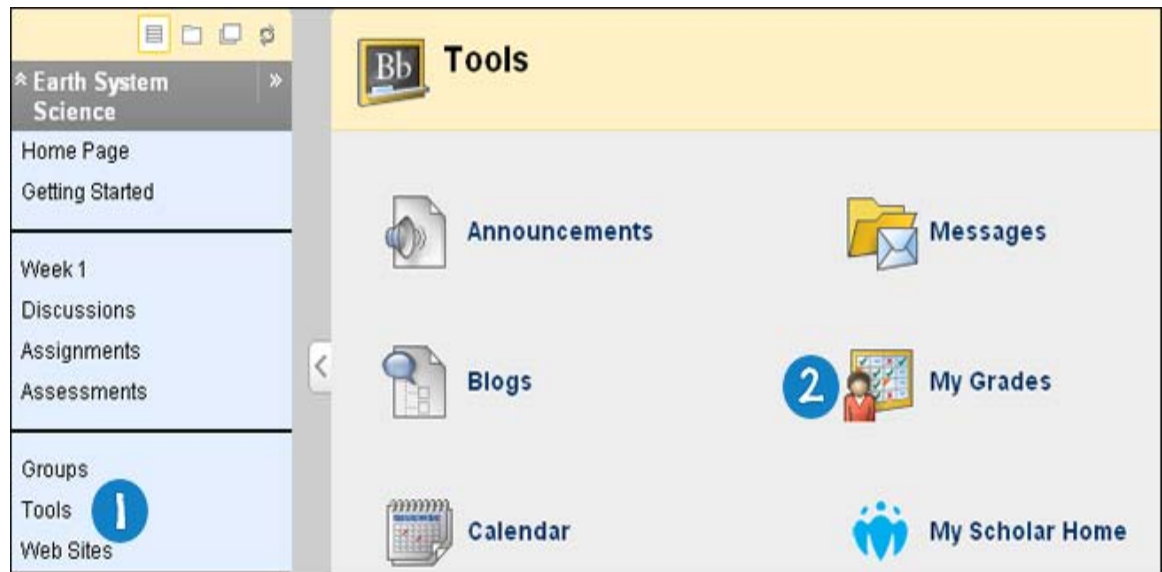 Earth System
Science
Home Page
Getting Started
Week 1
Discussions
Assignments
Assessments
Groups
Tools
1
Web Sites
Bb
Tools
Announcements
Messages
Blogs
2
My Grades
Calendar
My Scholar Home